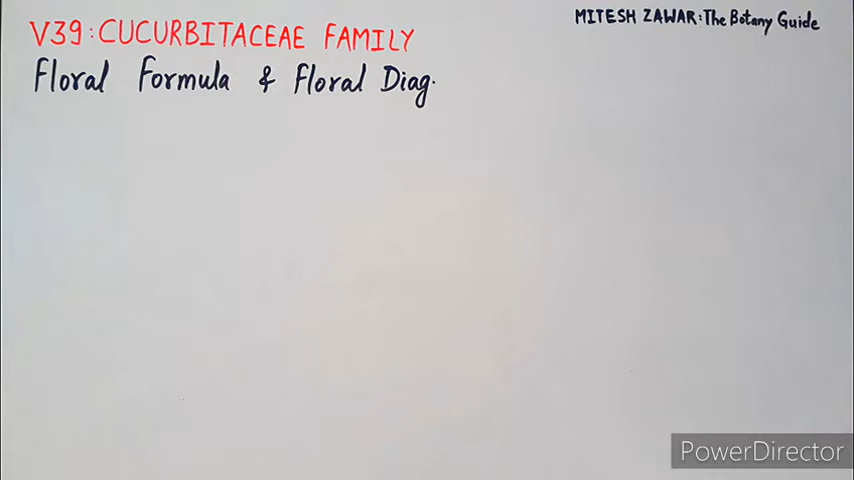 V39: CUCURBITACEAE FAMILY
MITESH ZAWAR: The Botany Guide
Floral Formula & Floral Diag.
PowerDirector